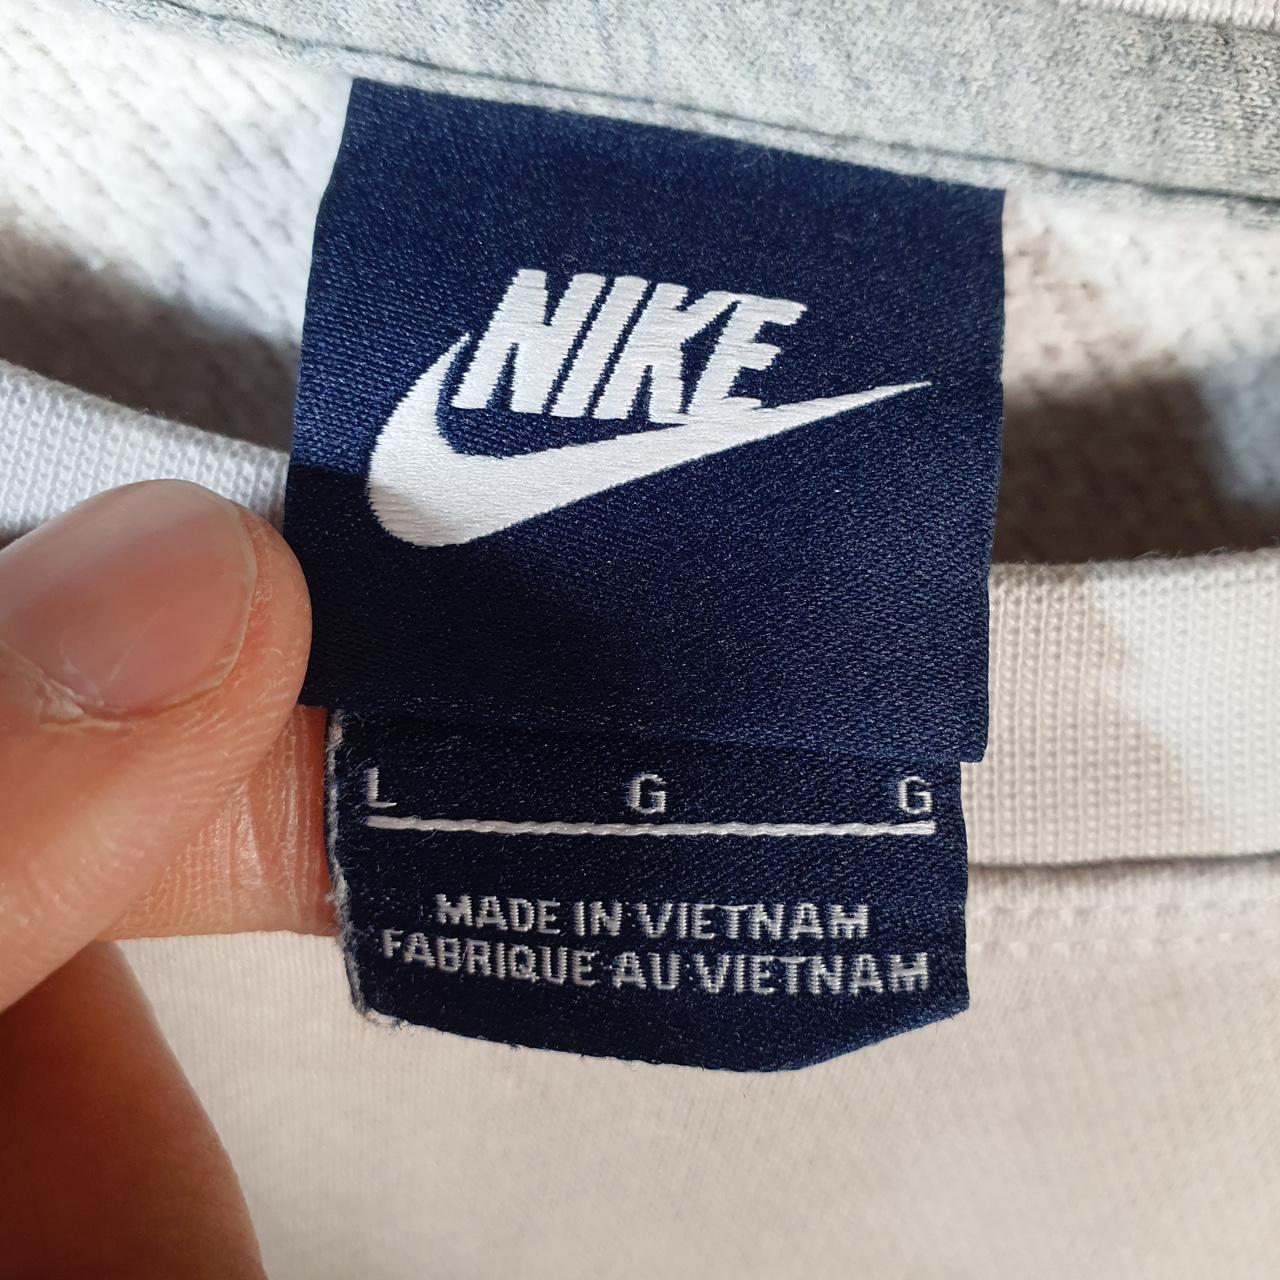 NIKE
L G G
MADE IN VIETNAM
FABRIQUE AU VIETNAM